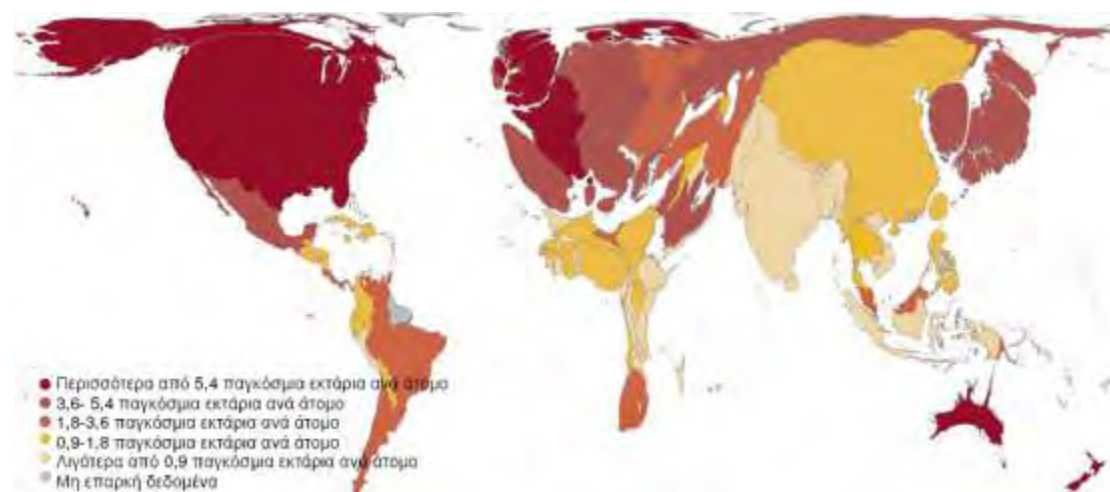 Περισσότερα από 5,4 παγκόσμια εκτάρια ανά άτομο
3,6- 5,4 παγκόσμια εκτάρια ανά άτομο
1,8-3,6 παγκόσμια εκτάρια ανά άτομο
0,9-1,8 παγκόσμια εκτάρια ανά άτομο
Λιγότερα από 0,9 παγκόσμια εκτάρια ανά άτομο
Μη επαρκή δεδομένα